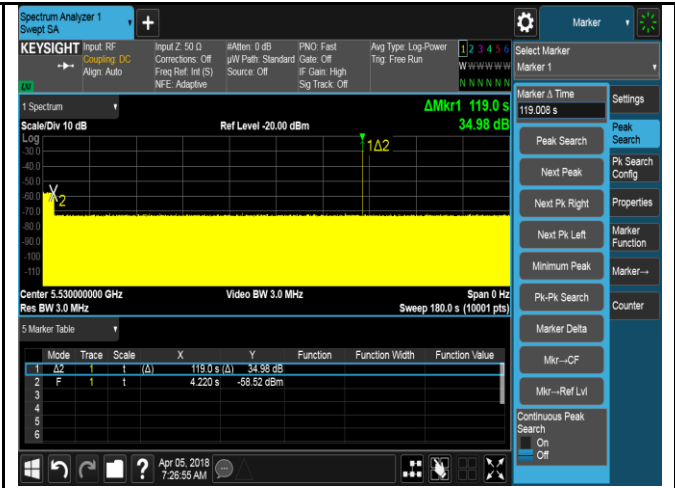 Spectrum Analyzer 1
Swept SA
Marker
KEYSIGHT
Input: RF
Coupling: DC
Align: Auto
Input Z: 50 Ω
Corrections: Off
Freq Ref: Int (S)
NFE: Adaptive
#Atten: 0 dB
µW Path: Standard
Source: Off
PNO: Fast
Gate: Off
IF Gain: High
Sig Track: Off
Avg Type: Log-Power
Trig: Free Run
1 2 3 4 5 6
W W W W W W
N N N N N N
Select Marker
Marker 1
1 Spectrum
ΔMkr1 119.0 s
34.98 dB
Scale/Div 10 dB
Ref Level -20.00 dBm
Log
-30.0
-40.0
-50.0
-60.0
-70.0
-80.0
-90.0
-100
-110
1Δ2
X2
Center 5.530000000 GHz
Res BW 3.0 MHz
Video BW 3.0 MHz
Span 0 Hz
Sweep 180.0 s (10001 pts)
5 Marker Table
Mode Trace Scale X Y Function Function Width Function Value
1 Δ2 1 t (Δ) 119.0 s (Δ) 34.98 dB
2 F 1 t 4.220 s -58.52 dBm
3
4
5
6
Marker Δ Time
119.008 s
Peak Search
Next Peak
Next Pk Right
Next Pk Left
Minimum Peak
Pk-Pk Search
Marker Delta
Mkr→CF
Mkr→Ref Lvl
Continuous Peak
Search
On
Off
Settings
Peak
Search
Pk Search
Config
Properties
Marker
Function
Marker→
Counter
?
Apr 05, 2018
7:26:55 AM